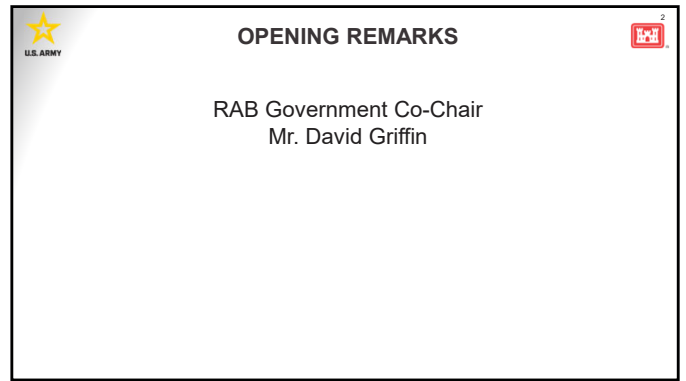 2
U.S. ARMY
OPENING REMARKS
RAB Government Co-Chair
Mr. David Griffin